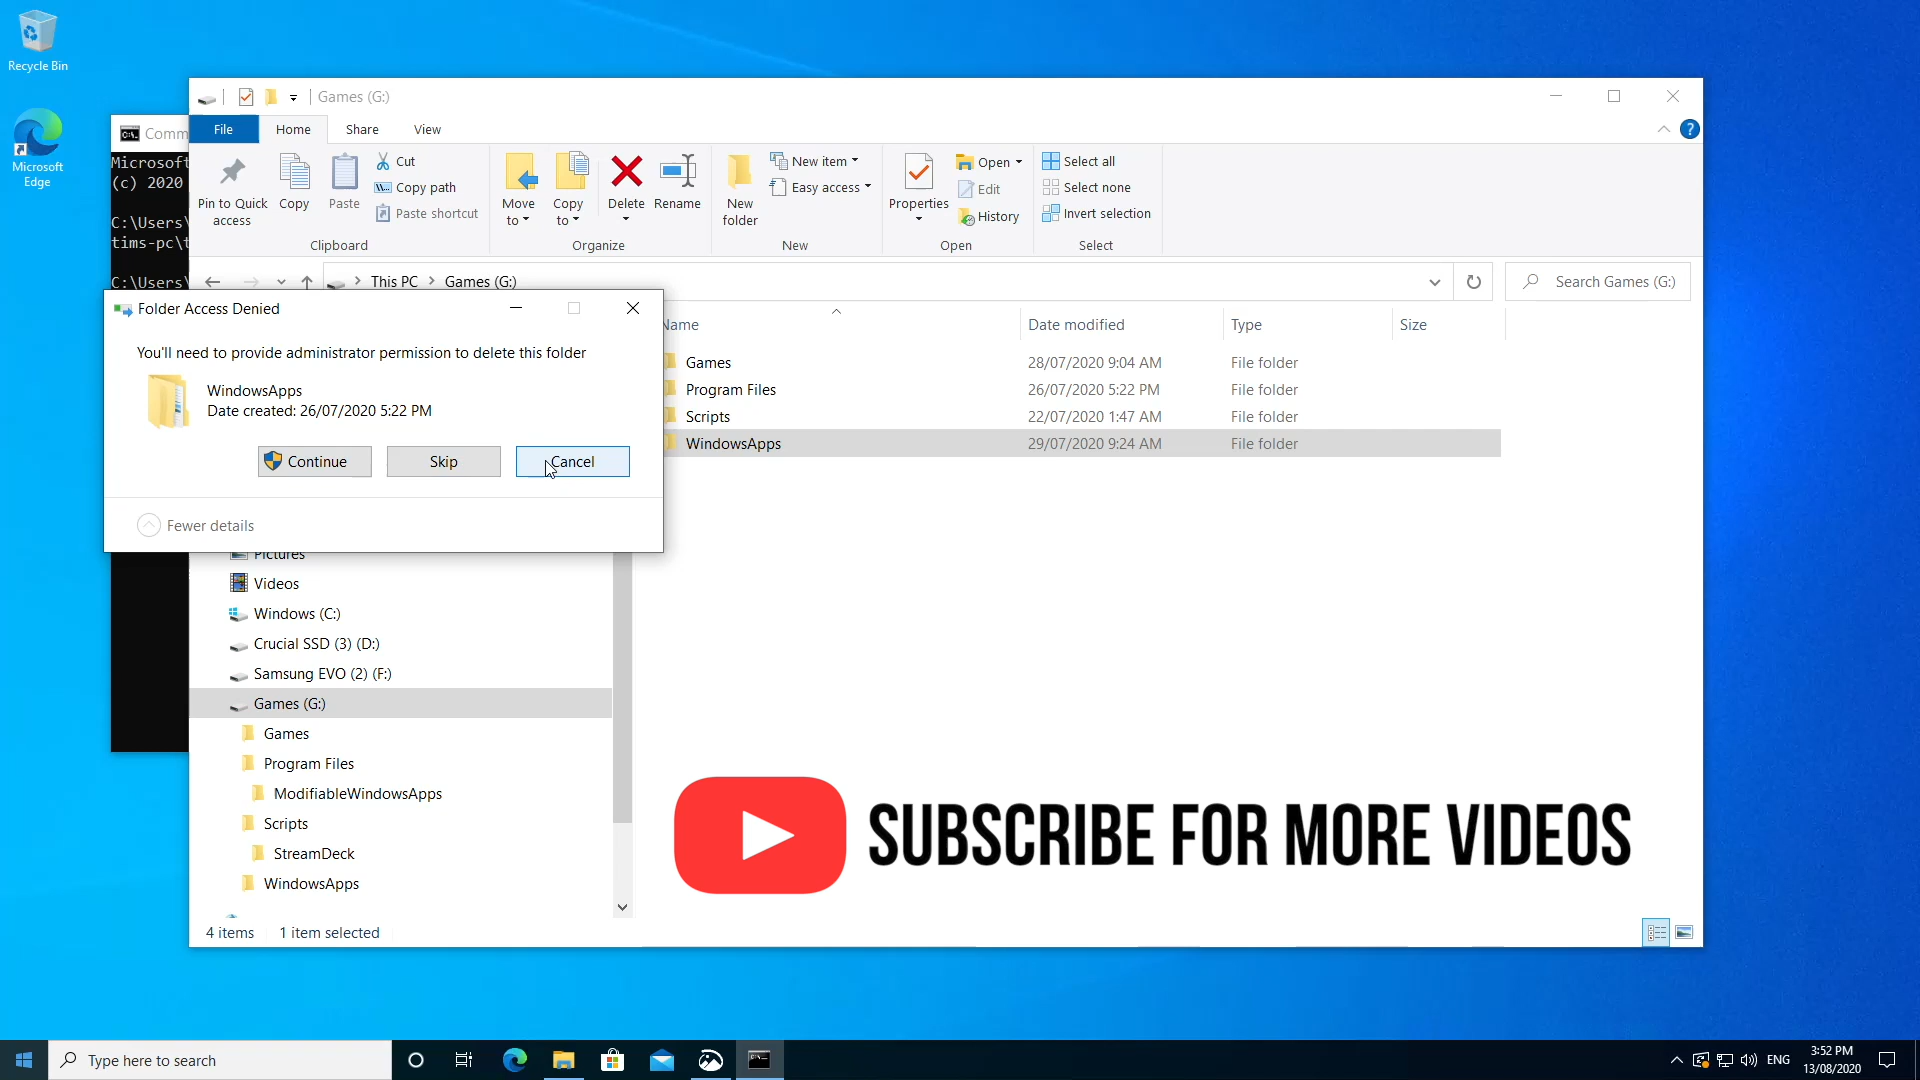 Recycle Bin
Microsoft
Edge
Comm
Microsoft
(c) 2020
C:\Users\
tims-pc\t
C:\Users\
Games (G:)
File
Home
Share
View
Pin to Quick
access
Copy
Paste
Cut
Copy path
Paste shortcut
Clipboard
Move
to
Copy
to
Delete
Rename
Organize
New
folder
New item
Easy access
New
Properties
Open
Edit
History
Open
Select all
Select none
Invert selection
Select
This PC > Games (G:)
Search Games (G:)
Folder Access Denied
You'll need to provide administrator permission to delete this folder
WindowsApps
Date created: 26/07/2020 5:22 PM
Continue
Skip
Cancel
Fewer details
Name
Date modified
Type
Size
Games 28/07/2020 9:04 AM File folder
Program Files 26/07/2020 5:22 PM File folder
Scripts 22/07/2020 1:47 AM File folder
WindowsApps 29/07/2020 9:24 AM File folder
Pictures
Videos
Windows (C:)
Crucial SSD (3) (D:)
Samsung EVO (2) (F:)
Games (G:)
Games
Program Files
ModifiableWindowsApps
Scripts
StreamDeck
WindowsApps
SUBSCRIBE FOR MORE VIDEOS
4 items
1 item selected
Type here to search
ENG
3:52 PM
13/08/2020